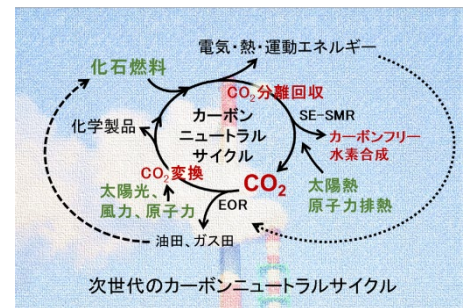 電気・熱・運動エネルギー
化石燃料
CO₂分離回収
カーボン
ニュートラル
サイクル
SE-SMR
カーボンフリー
水素合成
化学製品
CO₂変換
CO₂
太陽熱
原子力排熱
太陽光、
風力、原子力
EOR
油田、ガス田
次世代のカーボンニュートラルサイクル